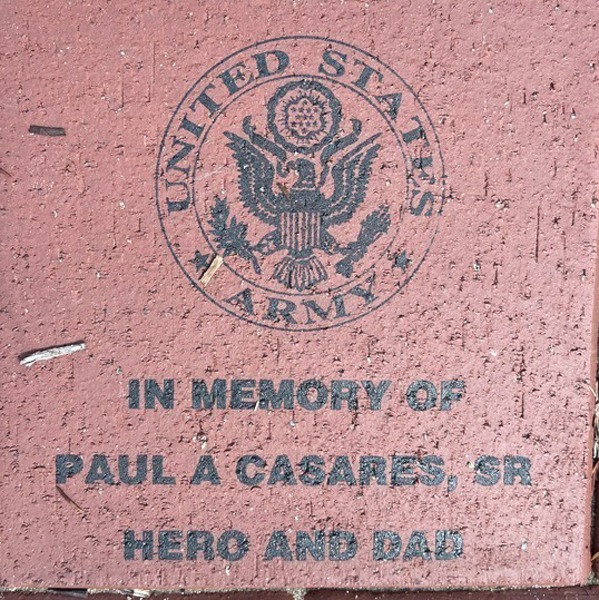 UNITED STATES
ARMY
IN MEMORY OF
PAUL A CASARES, SR
HERO AND DAD